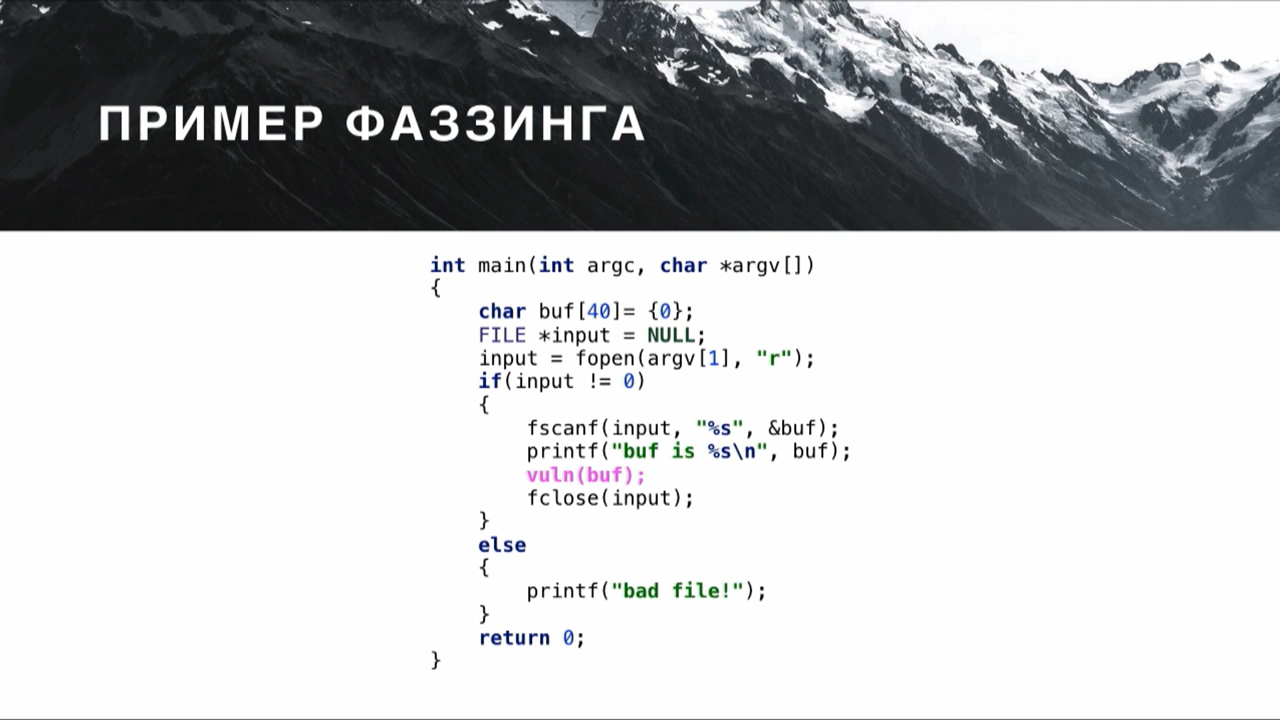 ПРИМЕР ФАЗЗИНГА
int main(int argc, char *argv[])
{
    char buf[40]= {0};
    FILE *input = NULL;
    input = fopen(argv[1], "r");
    if(input != 0)
    {
        fscanf(input, "%s", &buf);
        printf("buf is %s\n", buf);
        vuln(buf);
        fclose(input);
    }
    else
    {
        printf("bad file!");
    }
    return 0;
}